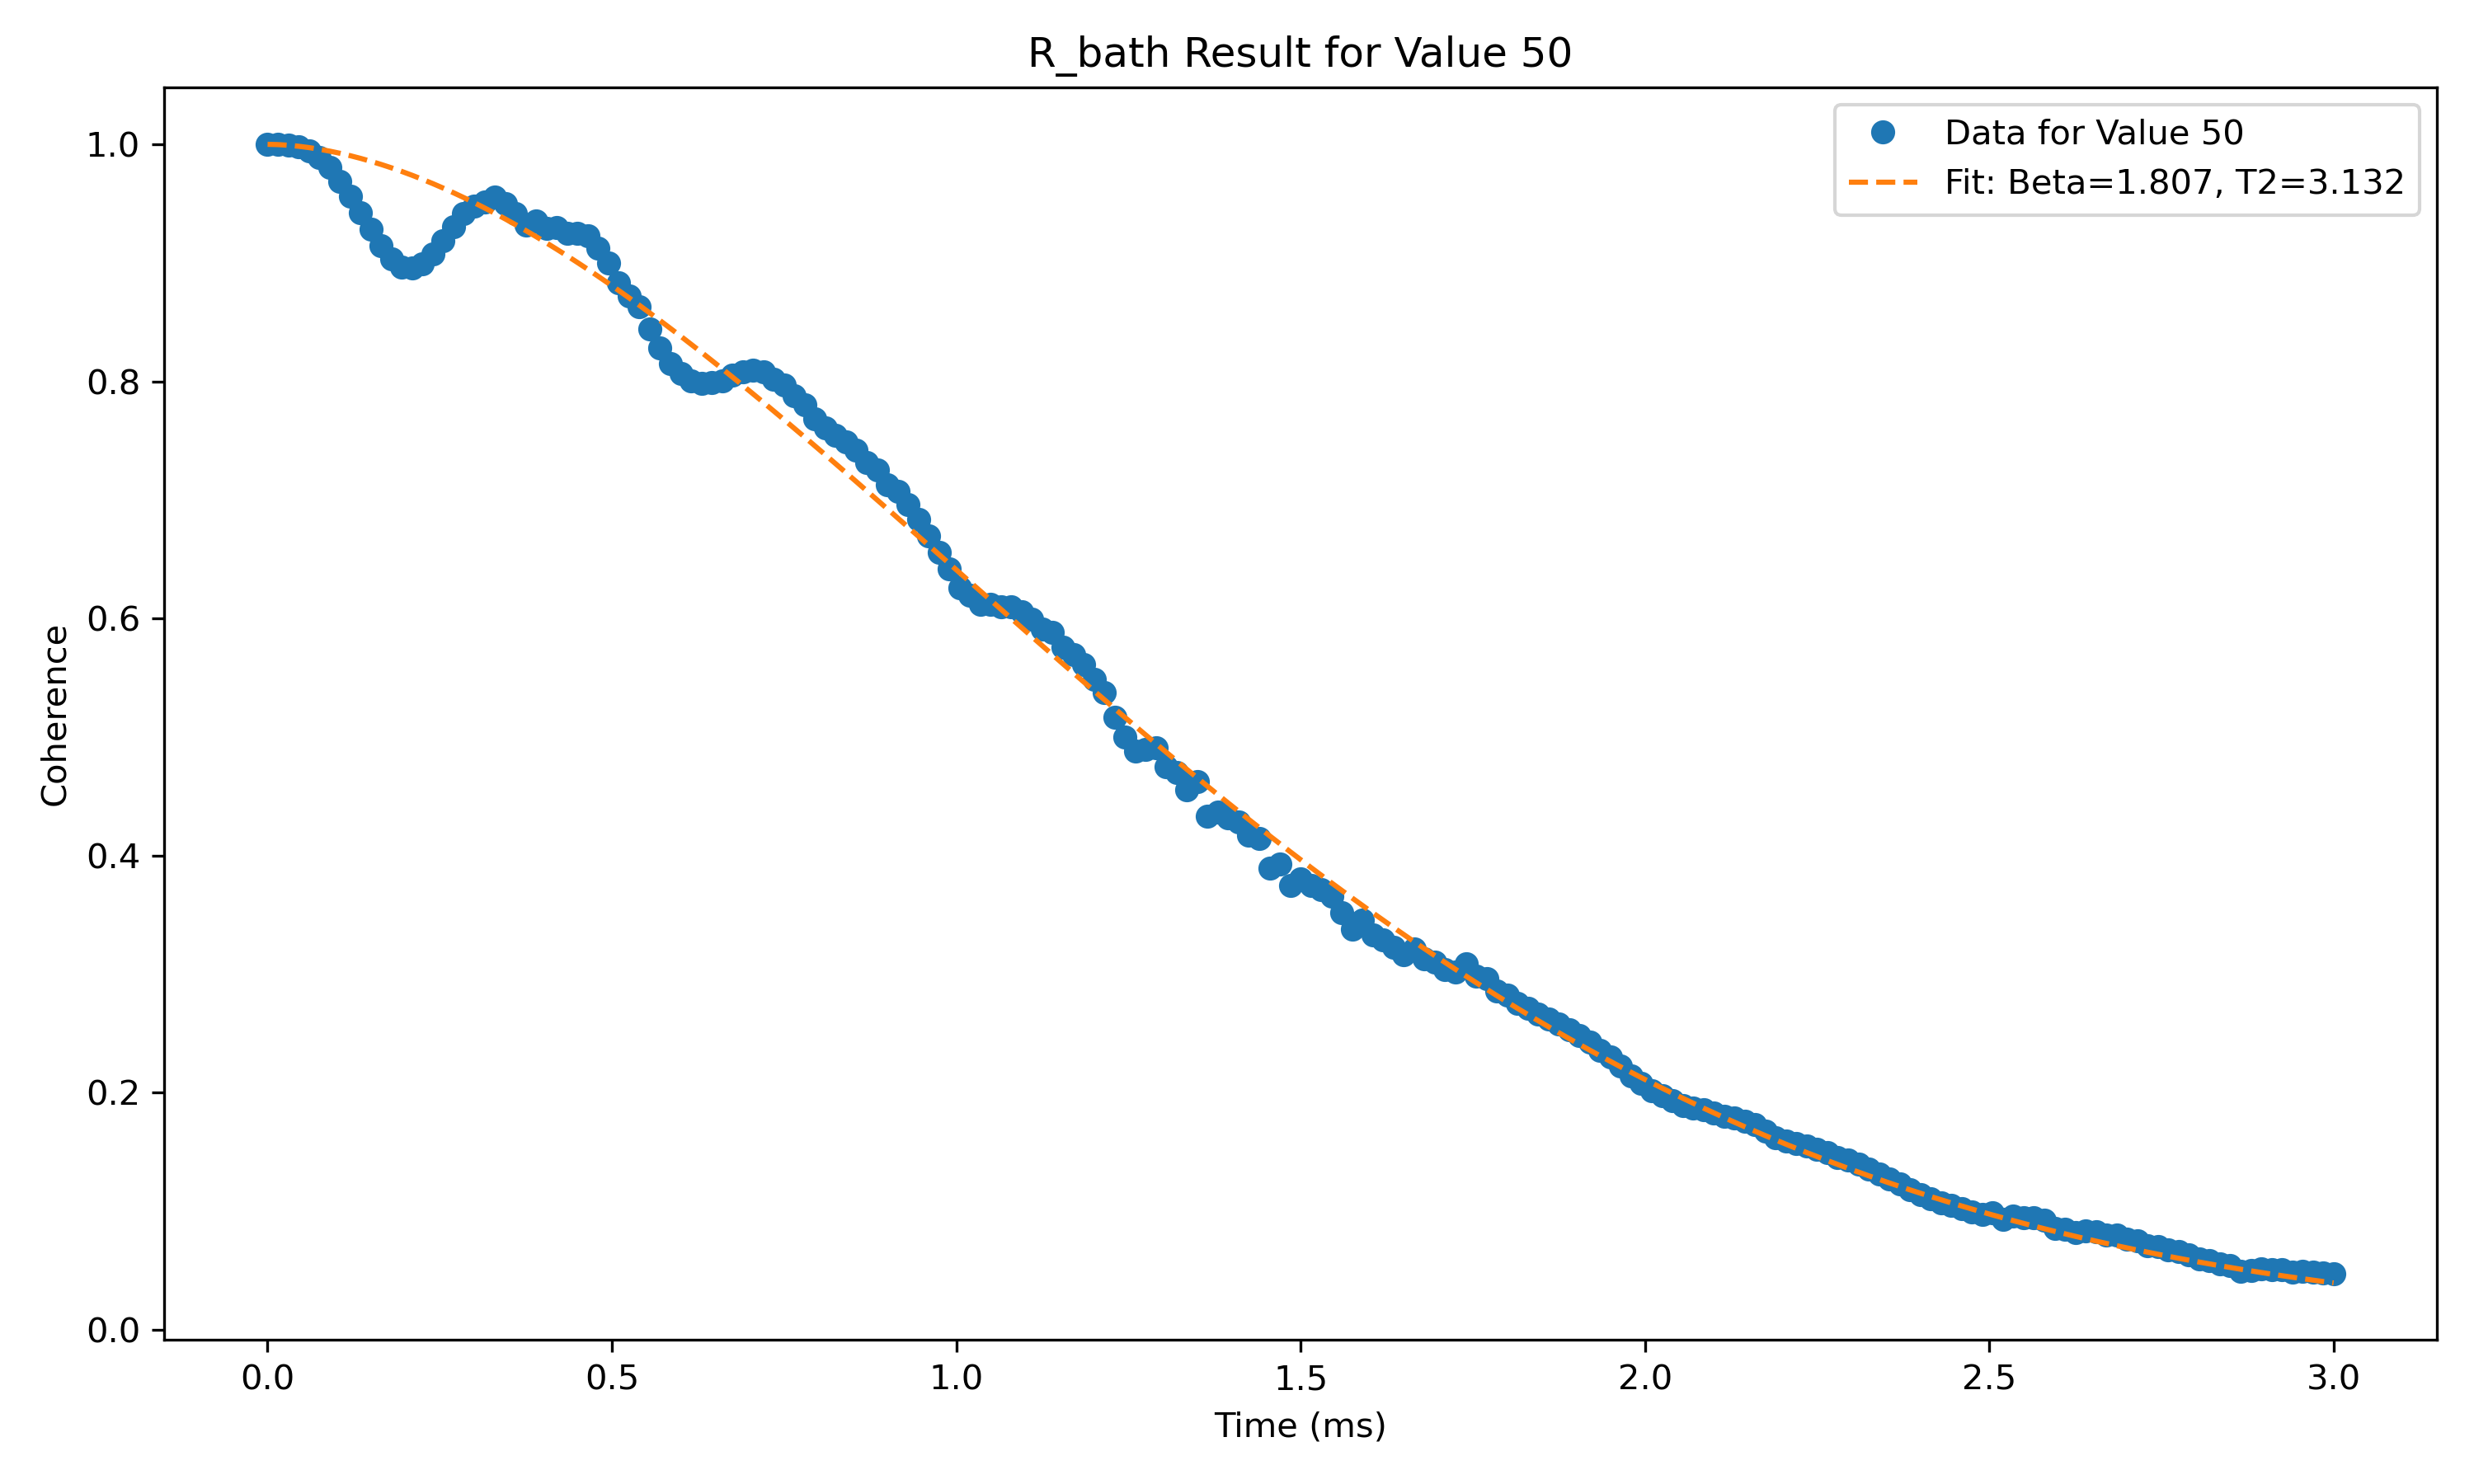 R_bath Result for Value 50
Data for Value 50
Fit: Beta=1.807, T2=3.132
Coherence
1.0
0.8
0.6
0.4
0.2
0.0
0.0 0.5 1.0 1.5 2.0 2.5 3.0
Time (ms)